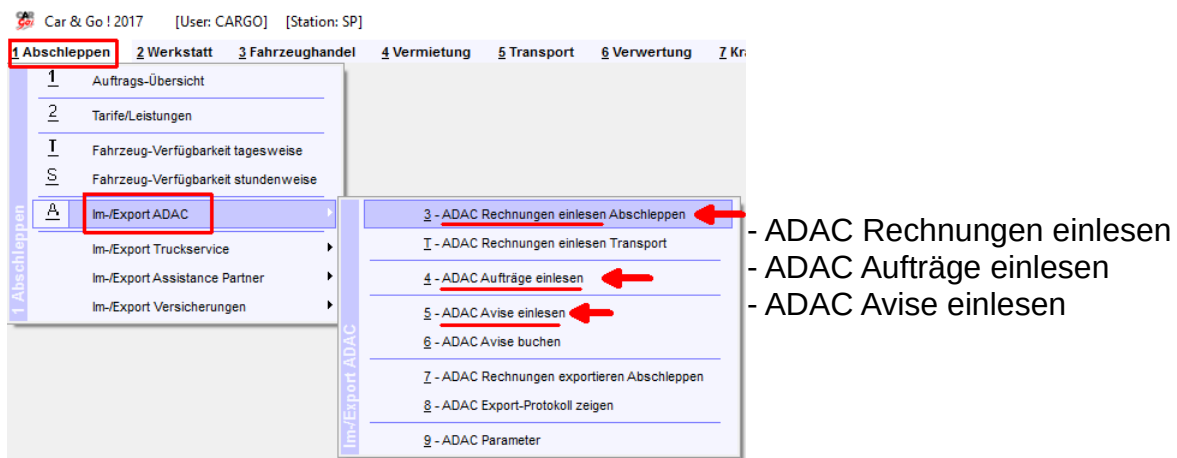 Car & Go ! 2017 [User: CARGO] [Station: SP]
1 Abschleppen 2 Werkstatt 3 Fahrzeughandel 4 Vermietung 5 Transport 6 Verwertung 7 Kr
1 Auftrags-Übersicht
2 Tarife/Leistungen
T Fahrzeug-Verfügbarkeit tagesweise
S Fahrzeug-Verfügbarkeit stundenweise
A Im-/Export ADAC
Im-/Export Truckservice
Im-/Export Assistance Partner
Im-/Export Versicherungen
1 Abschleppen
3 - ADAC Rechnungen einlesen Abschleppen
T - ADAC Rechnungen einlesen Transport
4 - ADAC Aufträge einlesen
5 - ADAC Avise einlesen
6 - ADAC Avise buchen
7 - ADAC Rechnungen exportieren Abschleppen
8 - ADAC Export-Protokoll zeigen
9 - ADAC Parameter
Im-/Export ADAC
- ADAC Rechnungen einlesen
- ADAC Aufträge einlesen
- ADAC Avise einlesen